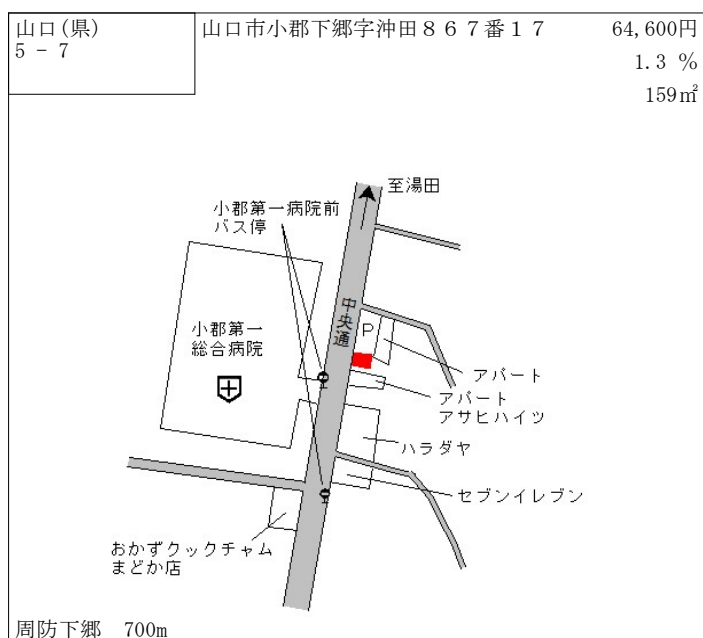 山口(県)
5 - 7
山口市小郡下郷字沖田８６７番１７
64,600円
1.3 %
159㎡
至湯田
小郡第一病院前
バス停
中央通
P
小郡第一
総合病院
アパート
アパート
アサヒハイツ
ハラダヤ
セブンイレブン
おかずクックチャム
まどか店
周防下郷　700m